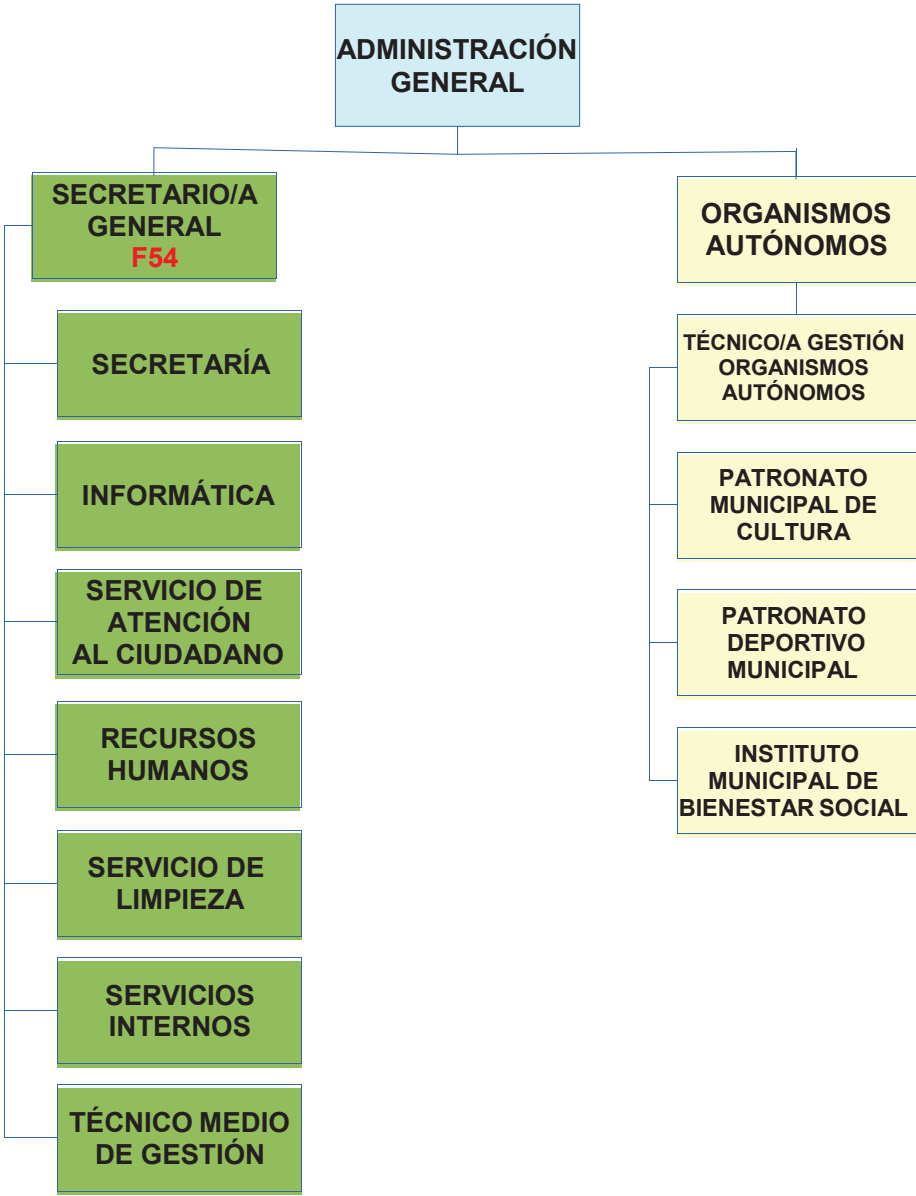 ADMINISTRACIÓN
GENERAL
SECRETARIO/A
GENERAL
F54
SECRETARÍA
INFORMÁTICA
SERVICIO DE
ATENCIÓN
AL CIUDADANO
RECURSOS
HUMANOS
SERVICIO DE
LIMPIEZA
SERVICIOS
INTERNOS
TÉCNICO MEDIO
DE GESTIÓN
ORGANISMOS
AUTÓNOMOS
TÉCNICO/A GESTIÓN
ORGANISMOS
AUTÓNOMOS
PATRONATO
MUNICIPAL DE
CULTURA
PATRONATO
DEPORTIVO
MUNICIPAL
INSTITUTO
MUNICIPAL DE
BIENESTAR SOCIAL